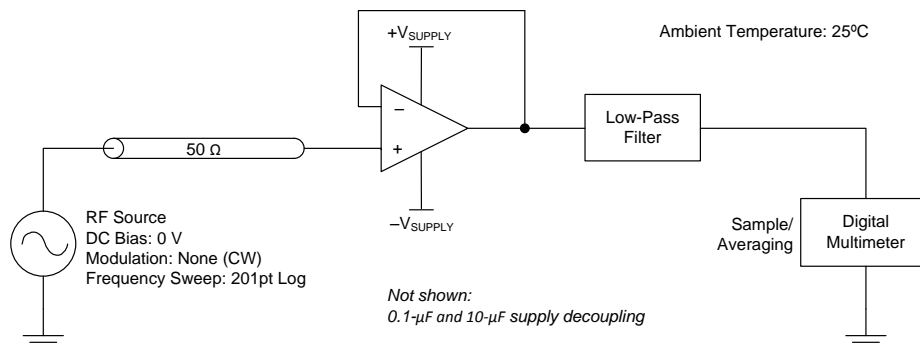 +VSUPPLY
Ambient Temperature: 25ºC
–
+
50 Ω
Low-Pass
Filter
–VSUPPLY
RF Source
DC Bias: 0 V
Modulation: None (CW)
Frequency Sweep: 201pt Log
Sample/
Averaging
Digital
Multimeter
Not shown:
0.1-µF and 10-µF supply decoupling